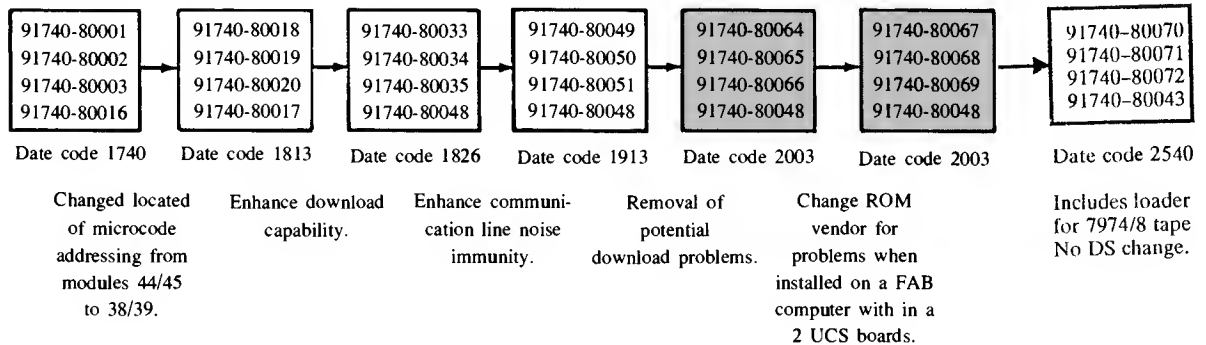 91740-80001
91740-80002
91740-80003
91740-80016
Date code 1740
91740-80018
91740-80019
91740-80020
91740-80017
Date code 1813
91740-80033
91740-80034
91740-80035
91740-80048
Date code 1826
91740-80049
91740-80050
91740-80051
91740-80048
Date code 1913
91740-80064
91740-80065
91740-80066
91740-80048
Date code 2003
91740-80067
91740-80068
91740-80069
91740-80048
Date code 2003
91740-80070
91740-80071
91740-80072
91740-80043
Date code 2540
Changed located
of microcode
addressing from
modules 44/45
to 38/39.
Enhance download
capability.
Enhance communi-
cation line noise
immunity.
Removal of
potential
download problems.
Change ROM
vendor for
problems when
installed on a FAB
computer with in a
2 UCS boards.
Includes loader
for 7974/8 tape
No DS change.